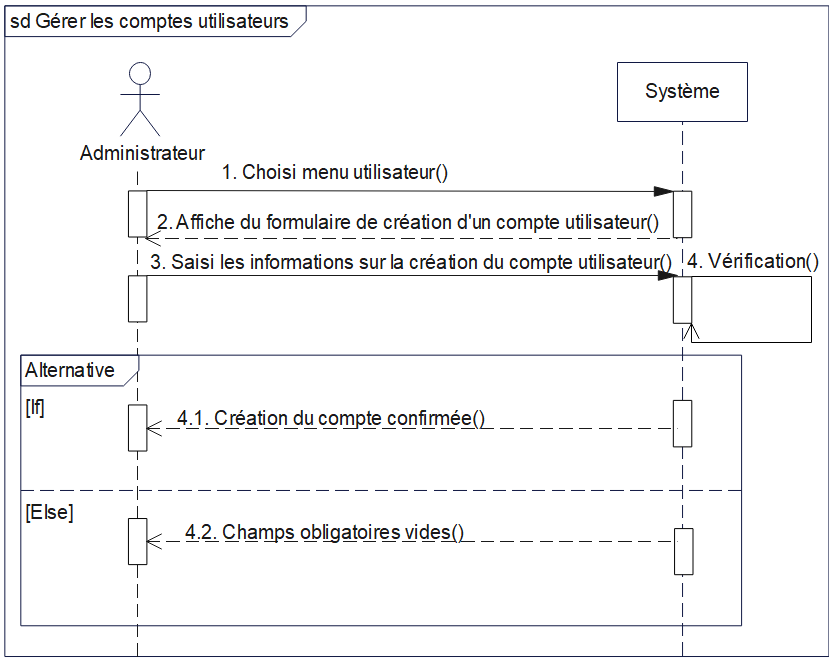 sd Gérer les comptes utilisateurs
Système
Administrateur
1. Choisi menu utilisateur()
2. Affiche du formulaire de création d'un compte utilisateur()
3. Saisi les informations sur la création du compte utilisateur()
4. Vérification()
Alternative
[If]
4.1. Création du compte confirmée()
[Else]
4.2. Champs obligatoires vides()